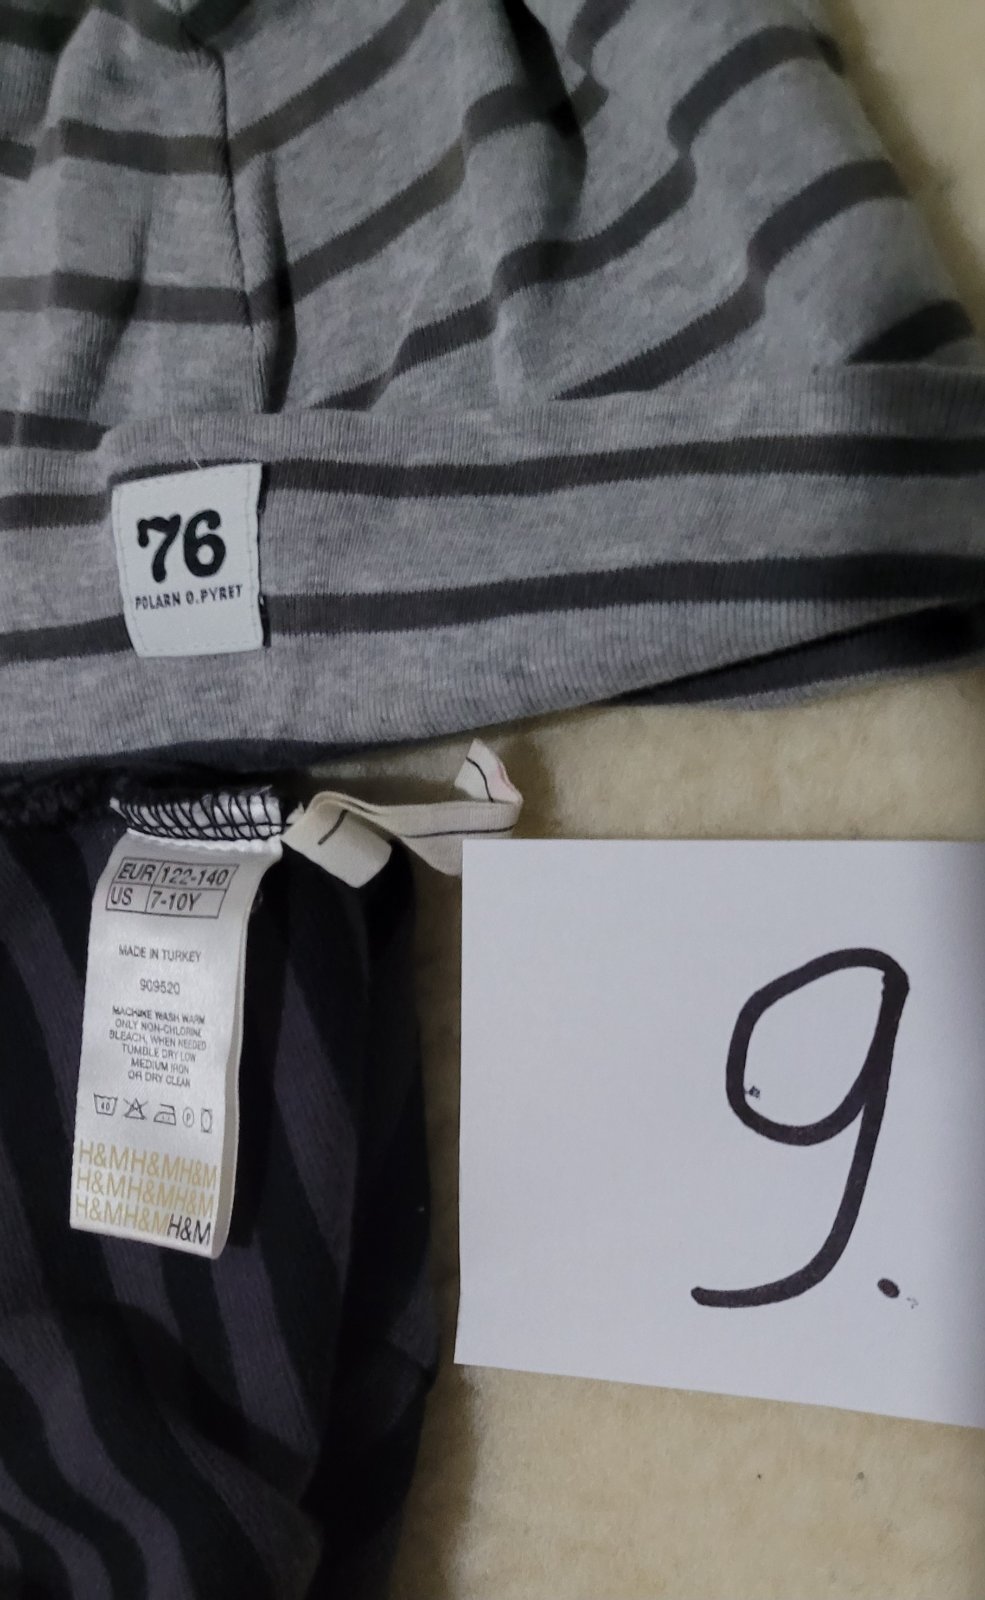 76
POLARN O.PYRET
EUR 122-140
US 7-10Y
MADE IN TURKEY
909520
MACHINE WASH WARM
ONLY NON-CHLORINE
BLEACH, WHEN NEEDED
TUMBLE DRY LOW
MEDIUM IRON
OR DRY CLEAN
40 P
H&MH&MH&M
H&MH&MH&M
H&MH&MH&M
9.